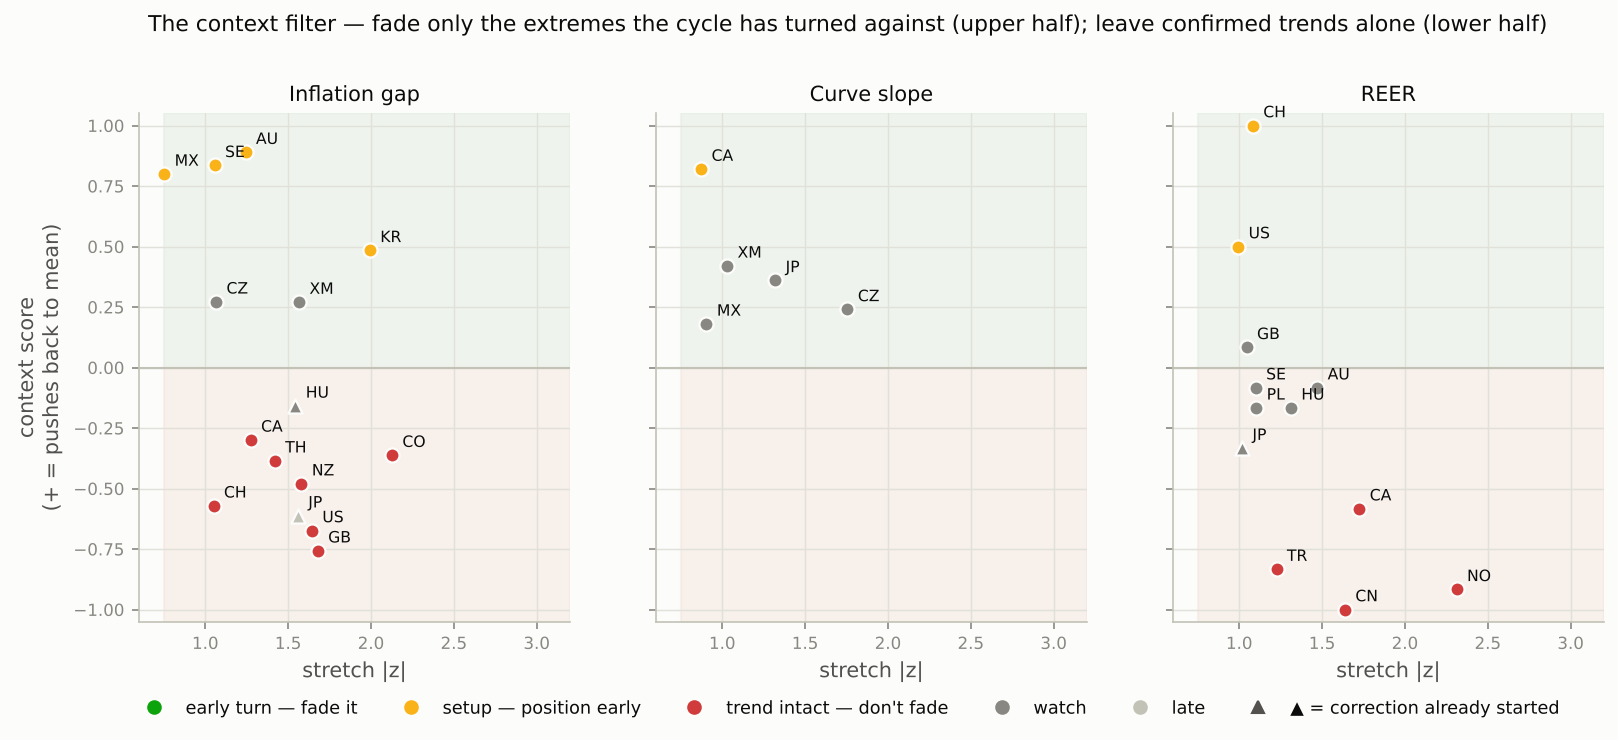 The context filter — fade only the extremes the cycle has turned against (upper half); leave confirmed trends alone (lower half)
Inflation gap
Curve slope
REER
context score
(+ = pushes back to mean)
1.00
0.75
0.50
0.25
0.00
−0.25
−0.50
−0.75
−1.00
MX
SE
AU
KR
CZ
XM
HU
CA
TH
CO
NZ
CH
JP
US
GB
1.0
1.5
2.0
2.5
3.0
stretch |z|
CA
XM
JP
CZ
MX
1.0
1.5
2.0
2.5
3.0
stretch |z|
CH
US
GB
SE
AU
PL
HU
JP
CA
TR
NO
CN
1.0
1.5
2.0
2.5
3.0
stretch |z|
early turn — fade it
setup — position early
trend intact — don't fade
watch
late
▲ = correction already started